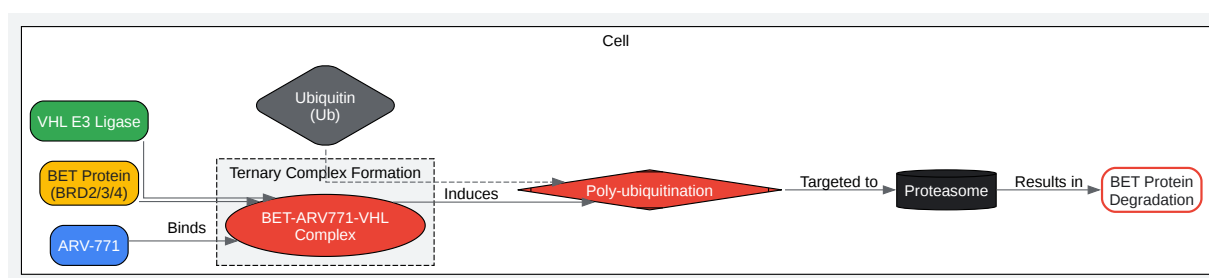 Cell
Ubiquitin
(Ub)
VHL E3 Ligase
BET Protein
(BRD2/3/4)
ARV-771
Binds
Ternary Complex Formation
BET-ARV771-VHL
Complex
Induces
Poly-ubiquitination
Targeted to
Proteasome
Results in
BET Protein
Degradation